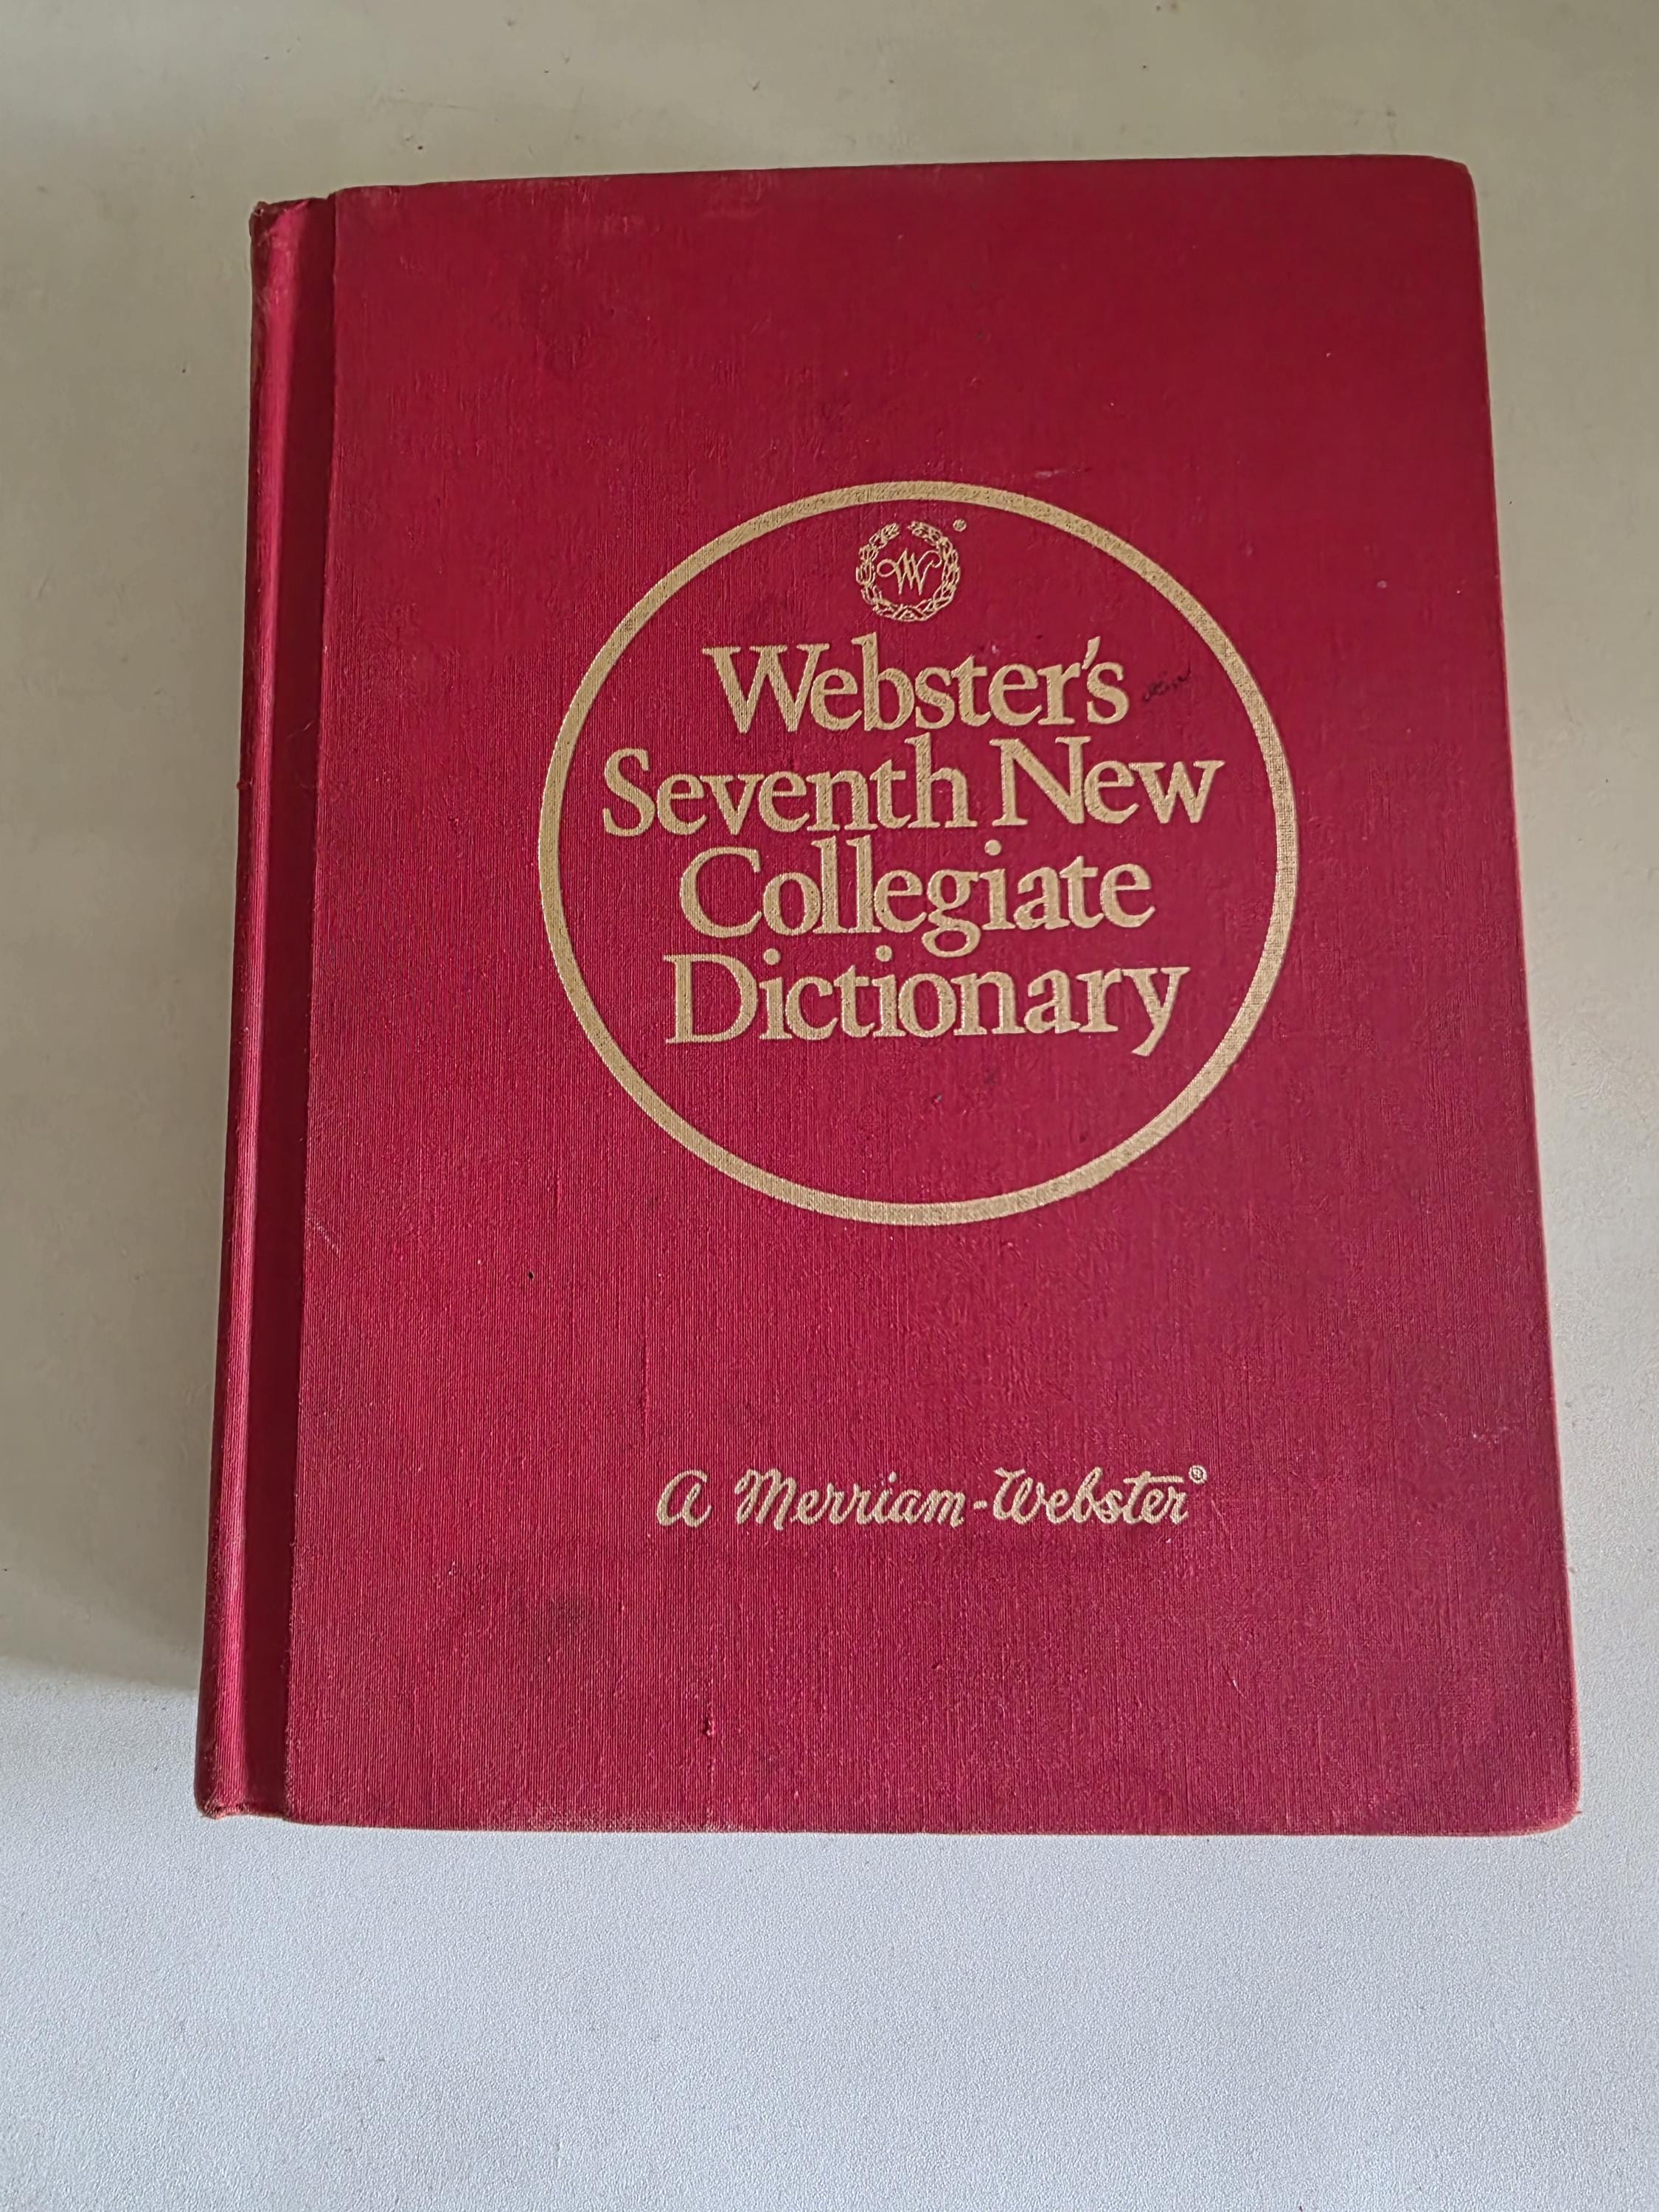 W
Webster's
Seventh New
Collegiate
Dictionary
A Merriam-Webster®